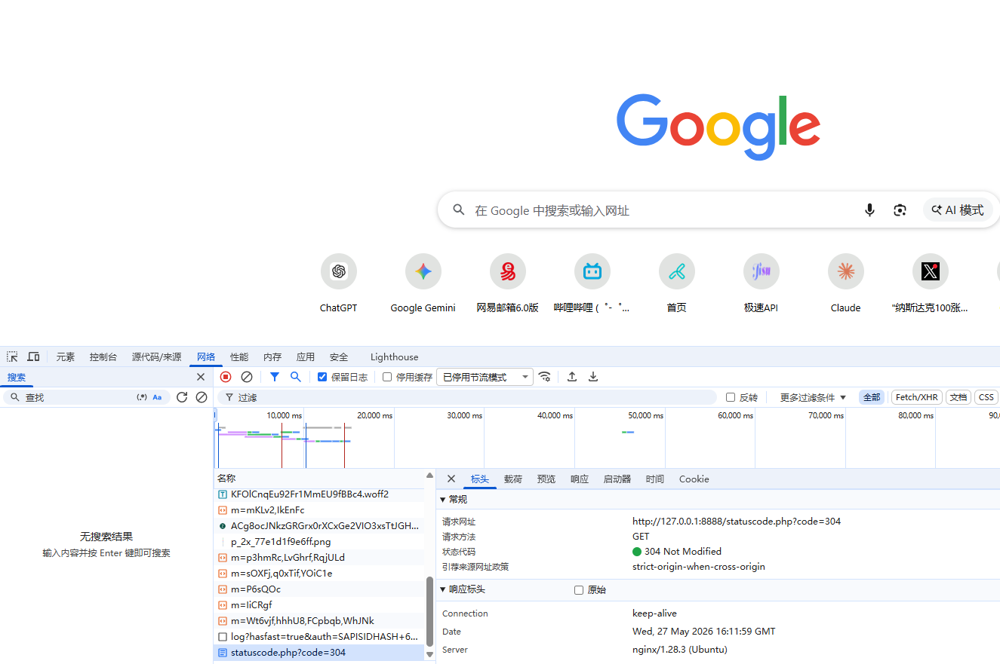 Google
在 Google 中搜索或输入网址
AI 模式
ChatGPT
Google Gemini
网易邮箱6.0版
哔哩哔哩 ( ゜- ゜...
首页
Jisu
极速API
Claude
"纳斯达克100涨...
元素
控制台
源代码/来源
网络
性能
内存
应用
安全
Lighthouse
搜索
保留日志
停用缓存
已停用节流模式
查找
(.*)
Aa
过滤
反转
更多过滤条件
全部
Fetch/XHR
文档
CSS
10,000 ms
20,000 ms
30,000 ms
40,000 ms
50,000 ms
60,000 ms
70,000 ms
80,000 ms
90,0
无搜索结果
输入内容并按 Enter 键即可搜索
名称
KFOlCnqEu92Fr1MmEU9fBBc4.woff2
m=mKLv2,IkEnFc
ACg8ocJNkzGRGrx0rXCxGe2VIO3xsTtJGH...
p_2x_77e1d1f9e6ff.png
m=p3hmRc,LvGhrf,RqjULd
m=sOXFj,q0xTif,YOiC1e
m=P6sQOc
m=IiCRgf
m=Wt6vjf,hhhU8,FCpbqb,WhJNk
log?hasfast=true&auth=SAPISIDHASH+6...
statuscode.php?code=304
标头
载荷
预览
响应
启动器
时间
Cookie
常规
请求网址 http://127.0.0.1:8888/statuscode.php?code=304
请求方法 GET
状态代码 304 Not Modified
引荐来源网址政策 strict-origin-when-cross-origin
响应标头
原始
Connection keep-alive
Date Wed, 27 May 2026 16:11:59 GMT
Server nginx/1.28.3 (Ubuntu)